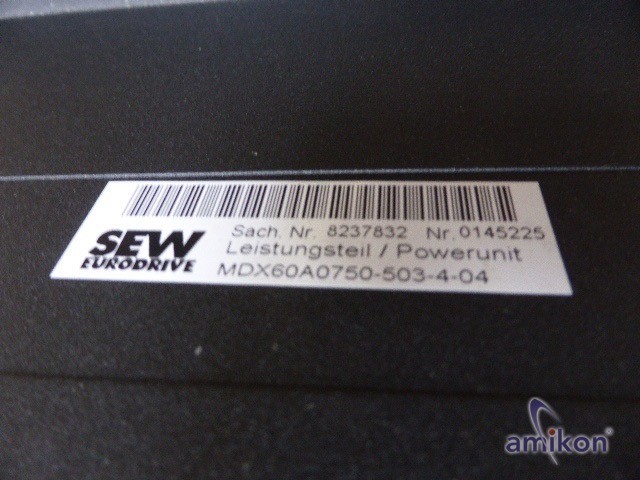 SEW
EURODRIVE
Sach. Nr. 8237832 Nr. 0145225
Leistungsteil / Powerunit
MDX60A0750-503-4-04
amikon®